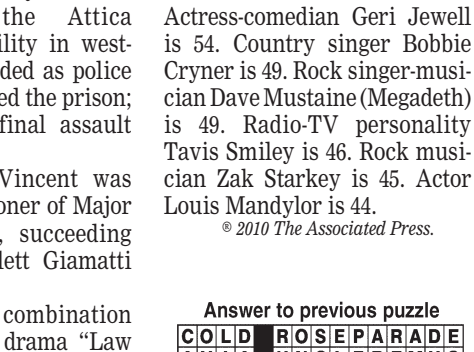 the Attica
ility in west-
ded as police
ed the prison;
final assault
Vincent was
oner of Major
, succeeding
lett Giamatti
combination
drama “Law
Actress-comedian Geri Jewell
is 54. Country singer Bobbie
Cryner is 49. Rock singer-musi-
cian Dave Mustaine (Megadeth)
is 49. Radio-TV personality
Tavis Smiley is 46. Rock musi-
cian Zak Starkey is 45. Actor
Louis Mandylor is 44.
® 2010 The Associated Press.
Answer to previous puzzle
COLD ROSEPARADE